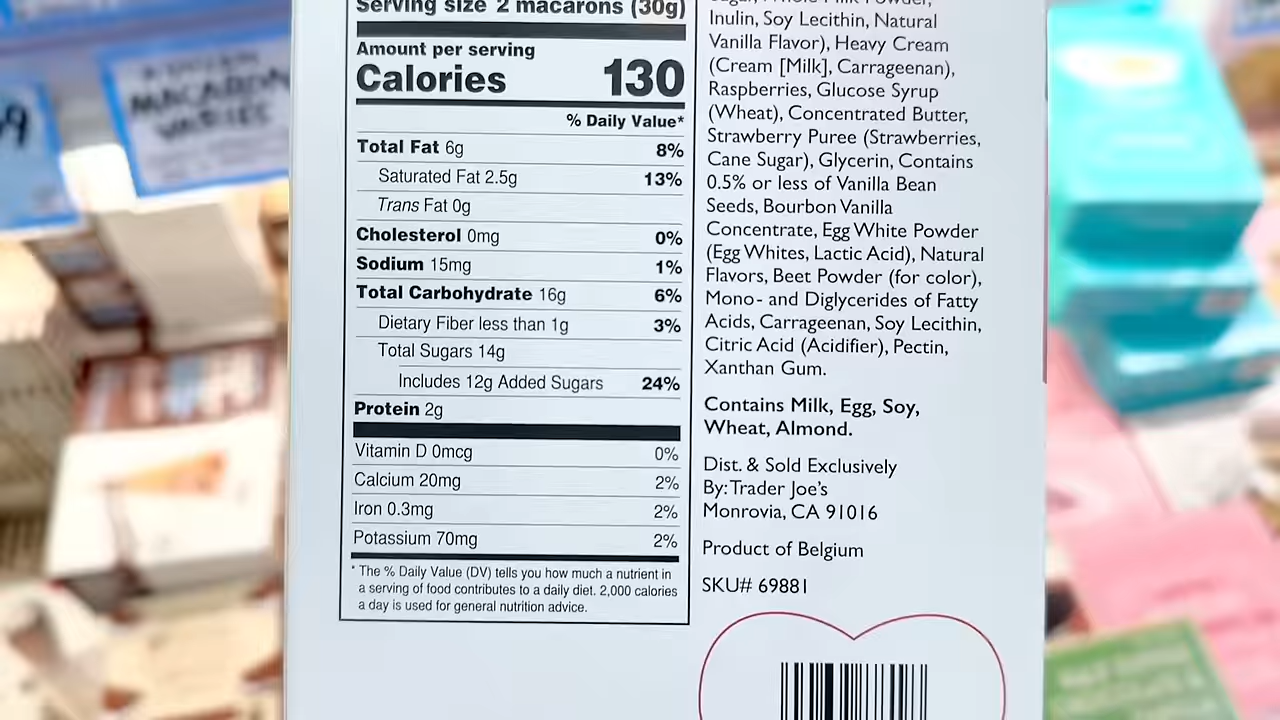 9
MACARON
VARIES
Serving size 2 macarons (30g)
Amount per serving
Calories 130
% Daily Value*
Total Fat 6g 8%
Saturated Fat 2.5g 13%
Trans Fat 0g
Cholesterol 0mg 0%
Sodium 15mg 1%
Total Carbohydrate 16g 6%
Dietary Fiber less than 1g 3%
Total Sugars 14g
Includes 12g Added Sugars 24%
Protein 2g
Vitamin D 0mcg 0%
Calcium 20mg 2%
Iron 0.3mg 2%
Potassium 70mg 2%
* The % Daily Value (DV) tells you how much a nutrient in
a serving of food contributes to a daily diet. 2,000 calories
a day is used for general nutrition advice.
Inulin, Soy Lecithin, Natural
Vanilla Flavor), Heavy Cream
(Cream [Milk], Carrageenan),
Raspberries, Glucose Syrup
(Wheat), Concentrated Butter,
Strawberry Puree (Strawberries,
Cane Sugar), Glycerin, Contains
0.5% or less of Vanilla Bean
Seeds, Bourbon Vanilla
Concentrate, Egg White Powder
(Egg Whites, Lactic Acid), Natural
Flavors, Beet Powder (for color),
Mono- and Diglycerides of Fatty
Acids, Carrageenan, Soy Lecithin,
Citric Acid (Acidifier), Pectin,
Xanthan Gum.
Contains Milk, Egg, Soy,
Wheat, Almond.
Dist. & Sold Exclusively
By: Trader Joe's
Monrovia, CA 91016
Product of Belgium
SKU# 69881